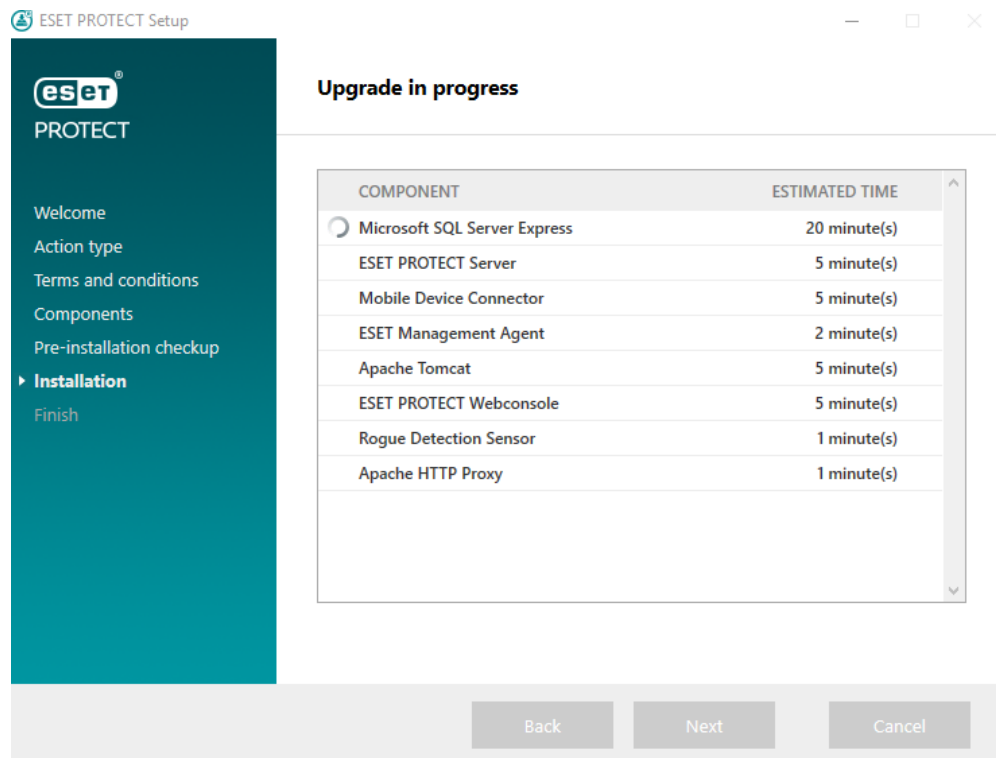 ESET PROTECT Setup
eset®
PROTECT
Welcome
Action type
Terms and conditions
Components
Pre-installation checkup
Installation
Finish
Upgrade in progress
COMPONENT ESTIMATED TIME
Microsoft SQL Server Express 20 minute(s)
ESET PROTECT Server 5 minute(s)
Mobile Device Connector 5 minute(s)
ESET Management Agent 2 minute(s)
Apache Tomcat 5 minute(s)
ESET PROTECT Webconsole 5 minute(s)
Rogue Detection Sensor 1 minute(s)
Apache HTTP Proxy 1 minute(s)
Back Next Cancel